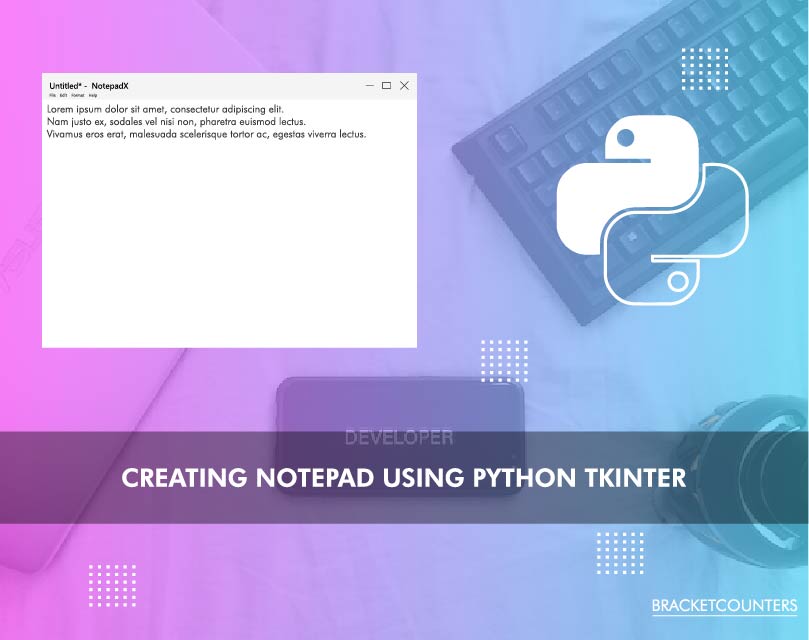 Untitled* - NotepadX
File Edit Format Help
Lorem ipsum dolor sit amet, consectetur adipiscing elit.
Nam justo ex, sodales vel nisi non, pharetra euismod lectus.
Vivamus eros erat, malesuada scelerisque tortor ac, egestas viverra lectus.
ASUS
DEVELOPER
CREATING NOTEPAD USING PYTHON TKINTER
BRACKETCOUNTERS